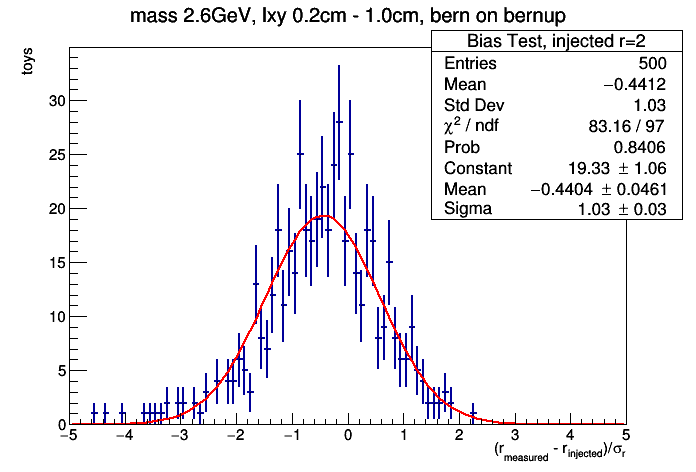 mass 2.6GeV, lxy 0.2cm - 1.0cm, bern on bernup
toys
Bias Test, injected r=2
Entries 500
Mean −0.4412
Std Dev 1.03
χ² / ndf 83.16 / 97
Prob 0.8406
Constant 19.33 ± 1.06
Mean −0.4404 ± 0.0461
Sigma 1.03 ± 0.03
30
25
20
15
10
5
0
−5 −4 −3 −2 −1 0 1 2 3 4 5
(r_measured - r_injected)/σ_r